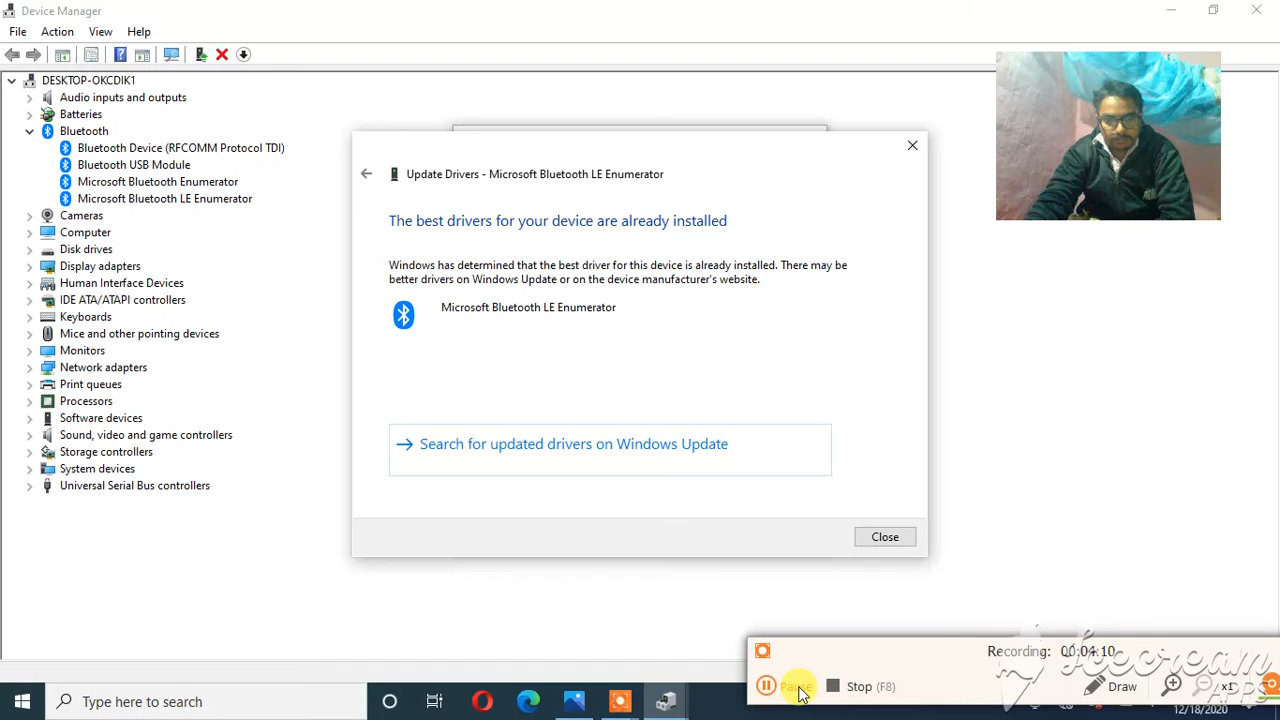 Device Manager
File Action View Help
DESKTOP-OKCDIK1
Audio inputs and outputs
Batteries
Bluetooth
Bluetooth Device (RFCOMM Protocol TDI)
Bluetooth USB Module
Microsoft Bluetooth Enumerator
Microsoft Bluetooth LE Enumerator
Cameras
Computer
Disk drives
Display adapters
Human Interface Devices
IDE ATA/ATAPI controllers
Keyboards
Mice and other pointing devices
Monitors
Network adapters
Print queues
Processors
Software devices
Sound, video and game controllers
Storage controllers
System devices
Universal Serial Bus controllers
Update Drivers - Microsoft Bluetooth LE Enumerator
The best drivers for your device are already installed
Windows has determined that the best driver for this device is already installed. There may be
better drivers on Windows Update or on the device manufacturer's website.
Microsoft Bluetooth LE Enumerator
Search for updated drivers on Windows Update
Close
Recording: 00:04:10
Pause Stop (F8) Draw x1
Icecream
APPS
Type here to search
12/18/2020